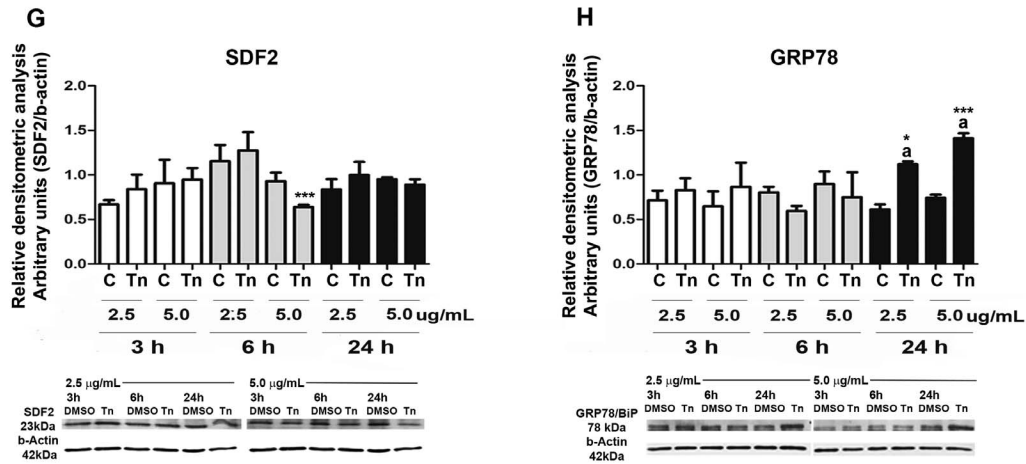 G
SDF2
Relative densitometric analysis
Arbitrary units (SDF2/b-actin)
2.0
1.5
1.0
0.5
0.0
***
C Tn C Tn C Tn C Tn C Tn C Tn
2.5 5.0 2.5 5.0 2.5 5.0 ug/mL
3 h 6 h 24 h
2.5 µg/mL 5.0 µg/mL
3h 6h 24h 3h 6h 24h
SDF2 DMSO Tn DMSO Tn DMSO Tn DMSO Tn DMSO Tn DMSO Tn
23kDa
b-Actin
42kDa
H
GRP78
Relative densitometric analysis
Arbitrary units (GRP78/b-actin)
2.0
1.5
1.0
0.5
0.0
* ***
a a
C Tn C Tn C Tn C Tn C Tn C Tn
2.5 5.0 2.5 5.0 2.5 5.0 ug/mL
3 h 6 h 24 h
2.5 µg/mL 5.0 µg/mL
3h 6h 24h 3h 6h 24h
GRP78/BiP DMSO Tn DMSO Tn DMSO Tn DMSO Tn DMSO Tn DMSO Tn
78 kDa
b-Actin
42kDa